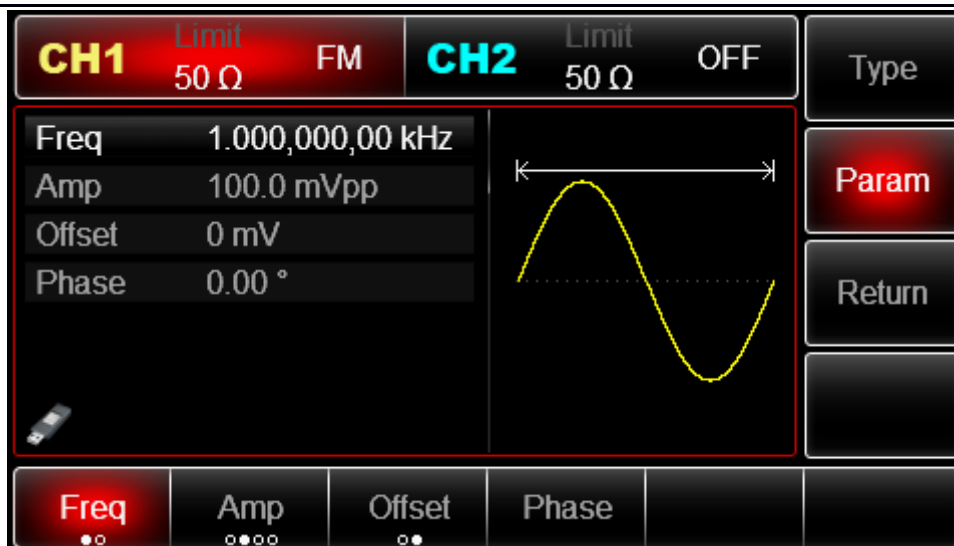 CH1 Limit 50 Ω FM CH2 Limit 50 Ω OFF
Type
Freq 1.000,000,00 kHz
Amp 100.0 mVpp
Offset 0 mV
Phase 0.00 °
Param
Return
Freq Amp Offset Phase